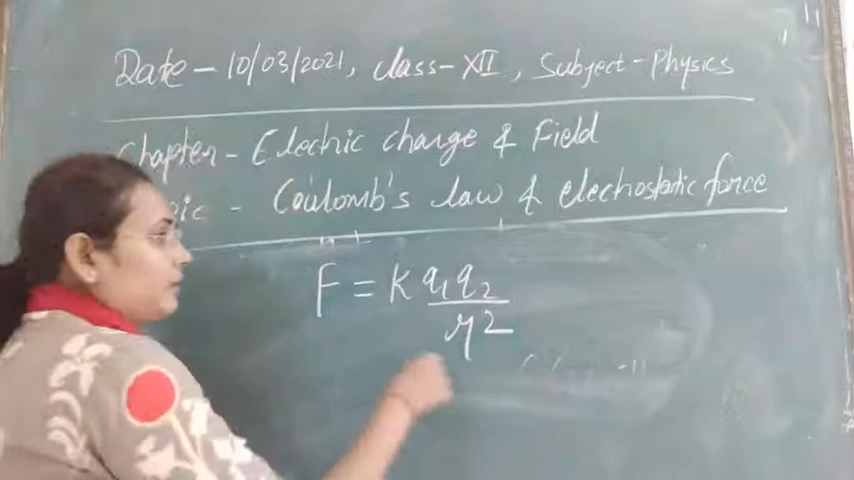 Date - 10/03/2021, class - XII, Subject - Physics
Chapter - Electric charge & Field
- Coulomb's law & electrostatic force
F = K q₁q₂/r²